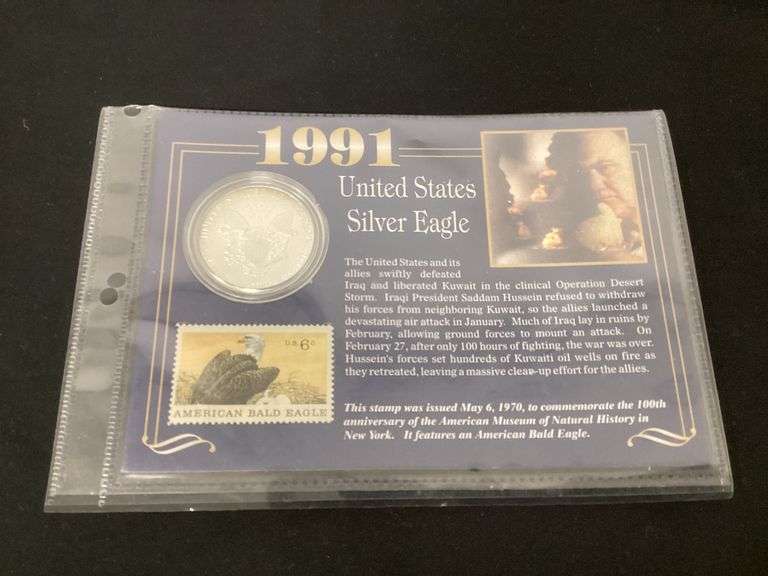 1991
United States
Silver Eagle
The United States and its
allies swiftly defeated
Iraq and liberated Kuwait in the clinical Operation Desert
Storm. Iraqi President Saddam Hussein refused to withdraw
his forces from neighboring Kuwait, so the allies launched a
devastating air attack in January. Much of Iraq lay in ruins by
February, allowing ground forces to mount an attack. On
February 27, after only 100 hours of fighting, the war was over.
Hussein's forces set hundreds of Kuwaiti oil wells on fire as
they retreated, leaving a massive clean-up effort for the allies.
U.S. 6c
AMERICAN BALD EAGLE
This stamp was issued May 6, 1970, to commemorate the 100th
anniversary of the American Museum of Natural History in
New York. It features an American Bald Eagle.